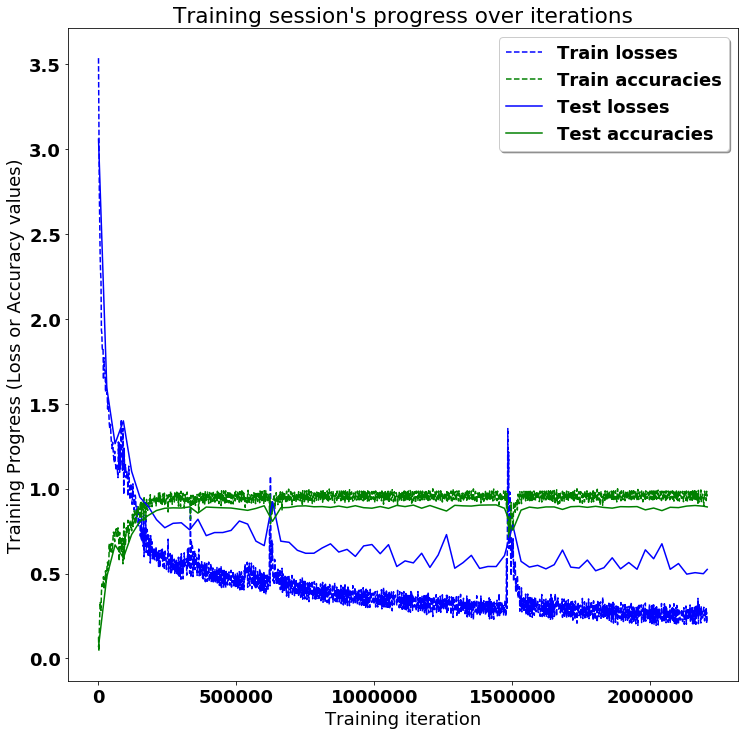 Training session's progress over iterations
Train losses
Train accuracies
Test losses
Test accuracies
3.5
3.0
2.5
2.0
1.5
1.0
0.5
0.0
Training Progress (Loss or Accuracy values)
0 500000 1000000 1500000 2000000
Training iteration